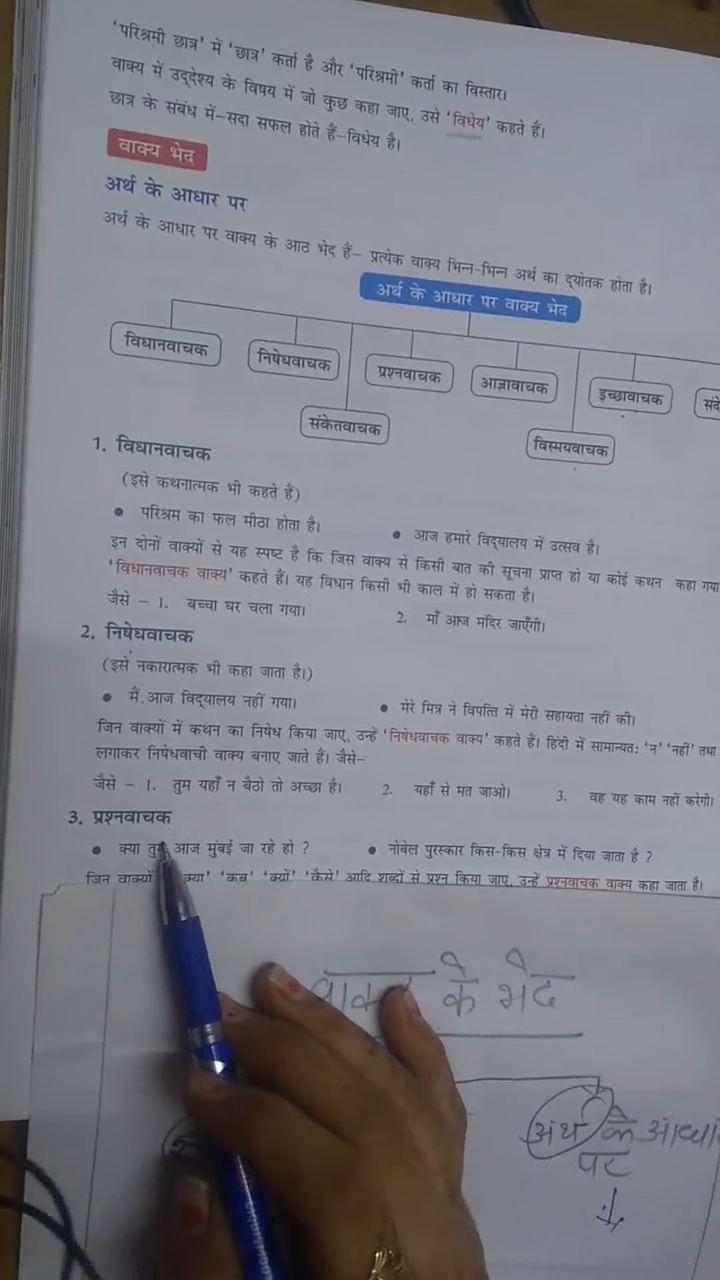 'परिश्रमी छात्र' में 'छात्र' कर्ता है और 'परिश्रमी' कर्ता का विस्तार।
वाक्य में उद्देश्य के विषय में जो कुछ कहा जाए, उसे 'विधेय' कहते हैं।
छात्र के संबंध में–सदा सफल होते हैं–विधेय है।
वाक्य भेद
अर्थ के आधार पर
अर्थ के आधार पर वाक्य के आठ भेद हैं– प्रत्येक वाक्य भिन्न-भिन्न अर्थ का द्योतक होता है।
अर्थ के आधार पर वाक्य भेद
विधानवाचक निषेधवाचक प्रश्नवाचक आज्ञावाचक इच्छावाचक संदे
संकेतवाचक विस्मयवाचक
1. विधानवाचक
(इसे कथनात्मक भी कहते हैं)
• परिश्रम का फल मीठा होता है। • आज हमारे विद्यालय में उत्सव है।
इन दोनों वाक्यों से यह स्पष्ट है कि जिस वाक्य से किसी बात की सूचना प्राप्त हो या कोई कथन कहा गया
'विधानवाचक वाक्य' कहते हैं। यह विधान किसी भी काल में हो सकता है।
जैसे – 1. बच्चा घर चला गया। 2. माँ आज मंदिर जाएँगी।
2. निषेधवाचक
(इसे नकारात्मक भी कहा जाता है।)
• मैं आज विद्यालय नहीं गया। • मेरे मित्र ने विपत्ति में मेरी सहायता नहीं की।
जिन वाक्यों में कथन का निषेध किया जाए, उन्हें 'निषेधवाचक वाक्य' कहते हैं। हिंदी में सामान्यतः 'न' 'नहीं' तथा
लगाकर निषेधवाची वाक्य बनाए जाते हैं। जैसे–
जैसे – 1. तुम यहाँ न बैठो तो अच्छा है। 2. यहाँ से मत जाओ। 3. वह यह काम नहीं करेगी।
3. प्रश्नवाचक
• क्या तुम आज मुंबई जा रहे हो ? • नोबेल पुरस्कार किस-किस क्षेत्र में दिया जाता है ?
जिन वाक्यों क्या' 'कब' 'क्यों' 'कैसे' आदि शब्दों से प्रश्न किया जाए, उन्हें प्रश्नवाचक वाक्य कहा जाता है।
वाक्य के भेद
अर्थ के आधा
पर